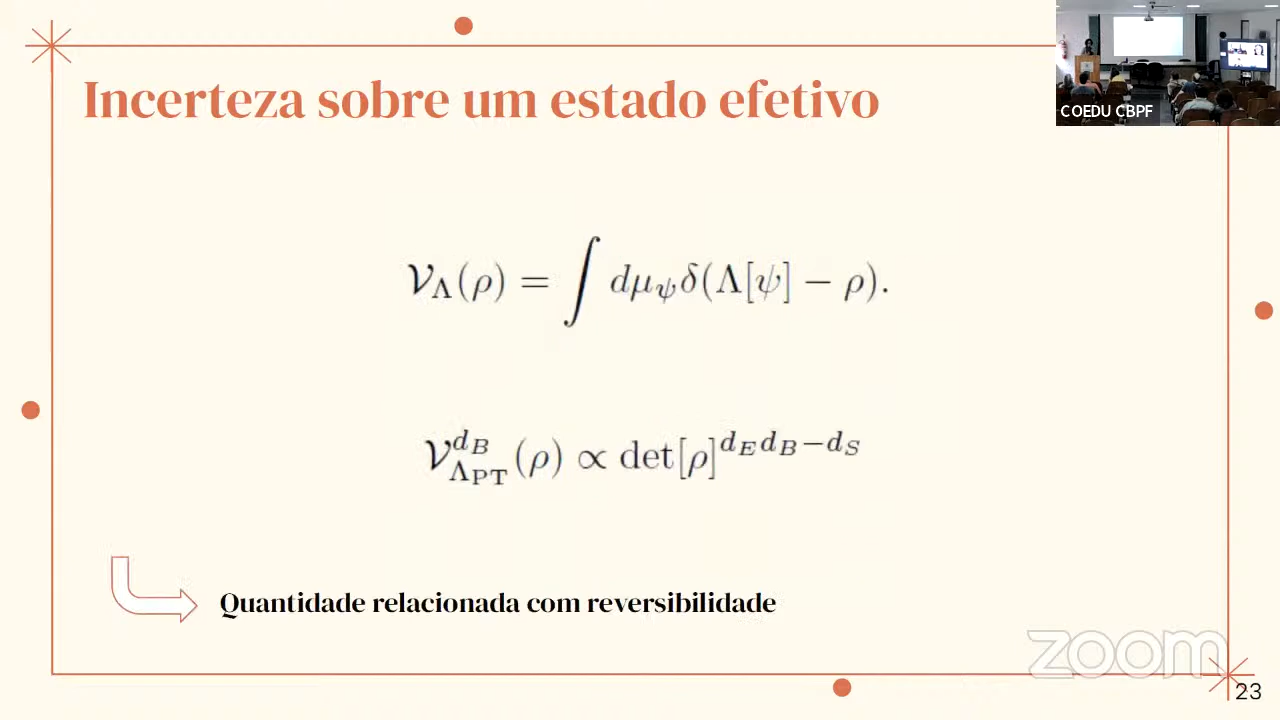 Incerteza sobre um estado efetivo
COEDU CBPF
𝒱_Λ(ρ) = ∫ dμ_ψ δ(Λ[ψ] − ρ).
𝒱^{d_B}_{Λ_PT}(ρ) ∝ det[ρ]^{d_E d_B − d_S}
Quantidade relacionada com reversibilidade
zoom
23